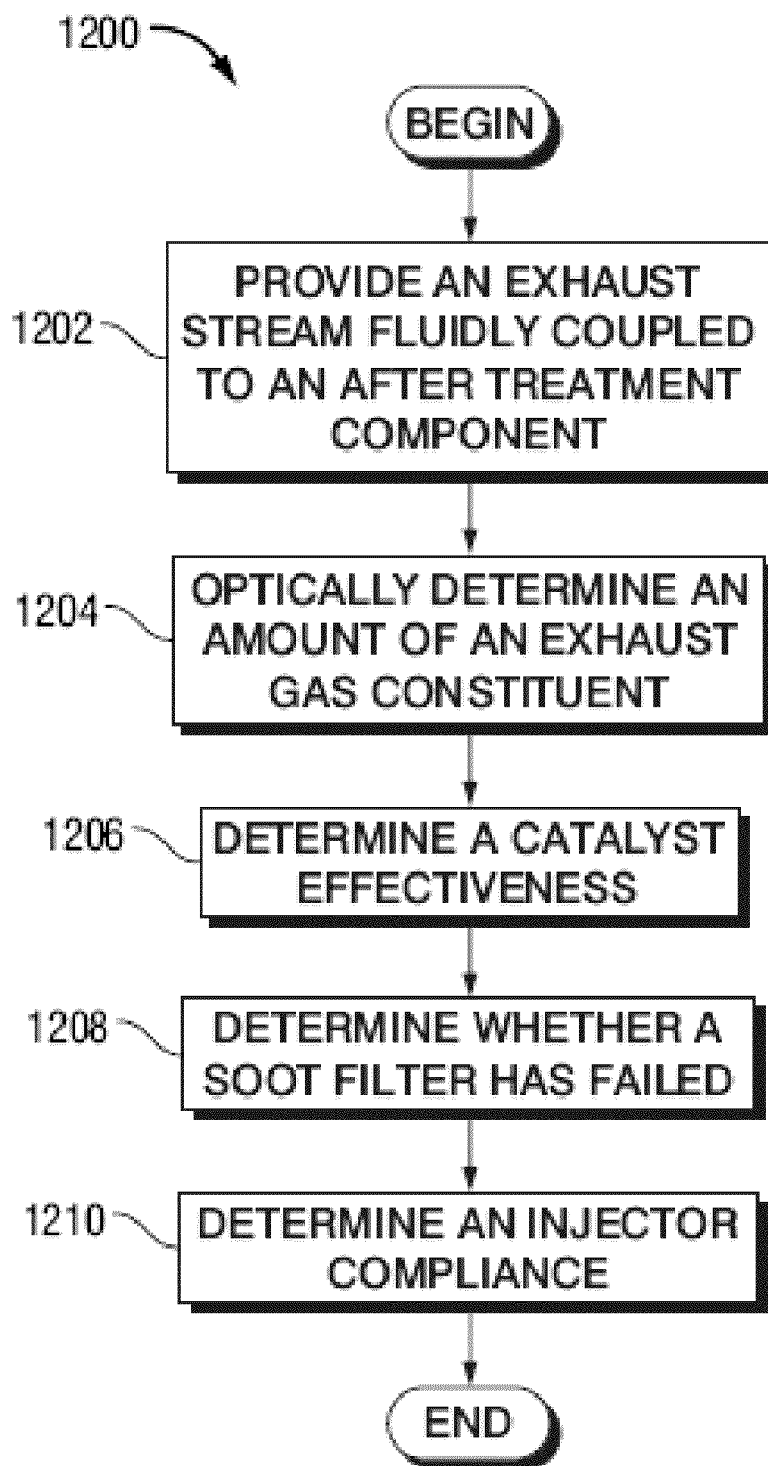 1200
BEGIN
1202
PROVIDE AN EXHAUST
STREAM FLUIDLY COUPLED
TO AN AFTER TREATMENT
COMPONENT
1204
OPTICALLY DETERMINE AN
AMOUNT OF AN EXHAUST
GAS CONSTITUENT
1206
DETERMINE A CATALYST
EFFECTIVENESS
1208
DETERMINE WHETHER A
SOOT FILTER HAS FAILED
1210
DETERMINE AN INJECTOR
COMPLIANCE
END